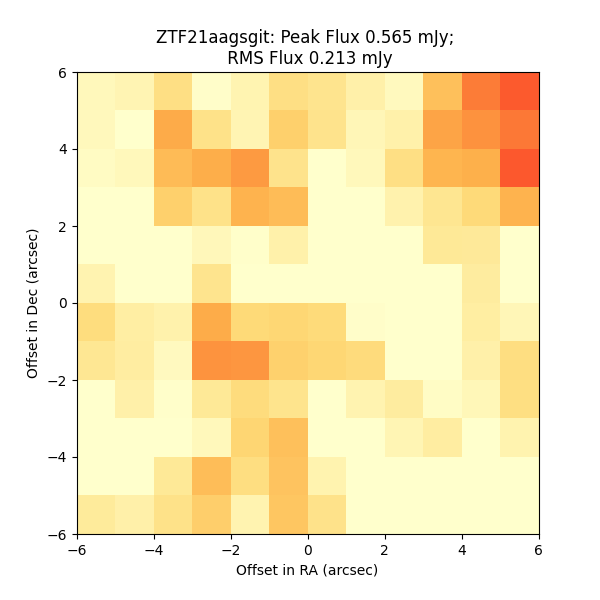 ZTF21aagsgit: Peak Flux 0.565 mJy;
RMS Flux 0.213 mJy
6
4
2
0
−2
−4
−6
Offset in Dec (arcsec)
−6 −4 −2 0 2 4 6
Offset in RA (arcsec)